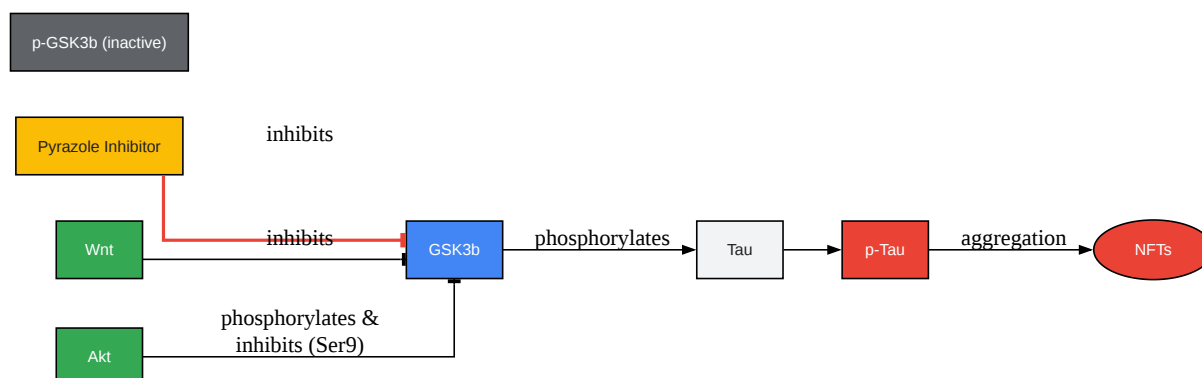 p-GSK3b (inactive)
Pyrazole Inhibitor
inhibits
Wnt
inhibits
GSK3b
phosphorylates
Tau
p-Tau
aggregation
NFTs
Akt
phosphorylates &
inhibits (Ser9)